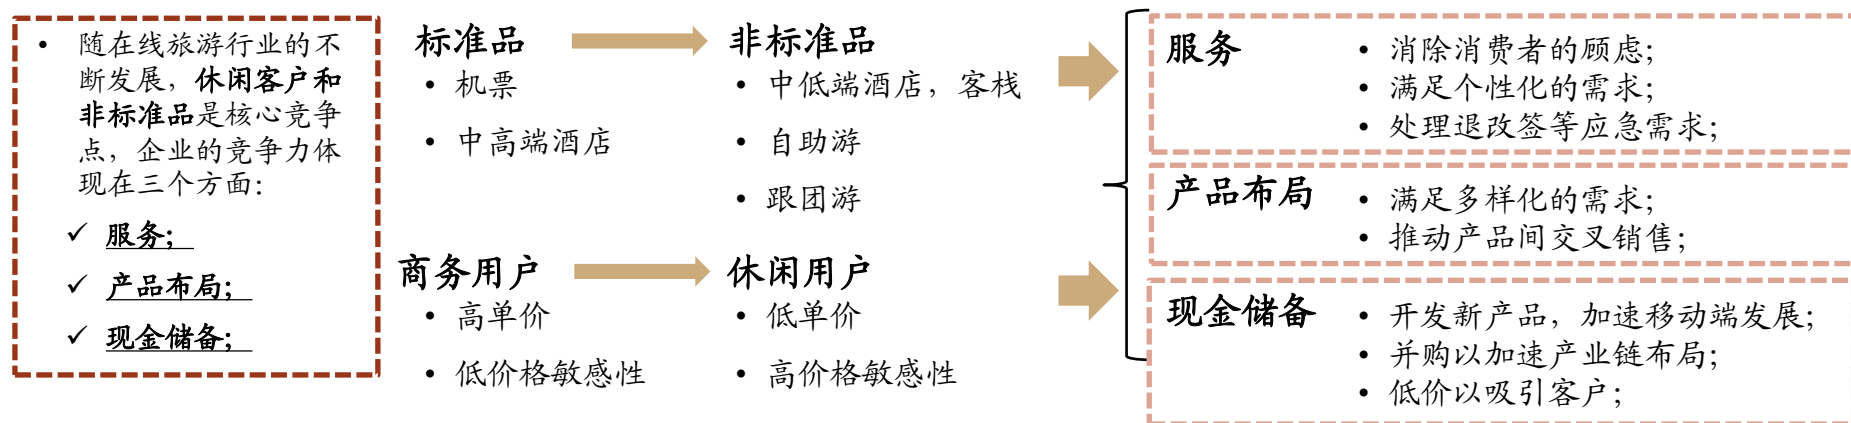 • 随在线旅游行业的不
断发展，休闲客户和
非标准品是核心竞争
点，企业的竞争力体
现在三个方面：
✓ 服务；
✓ 产品布局；
✓ 现金储备；
标准品
• 机票
• 中高端酒店
非标准品
• 中低端酒店，客栈
• 自助游
• 跟团游
商务用户
• 高单价
• 低价格敏感性
休闲用户
• 低单价
• 高价格敏感性
服务
• 消除消费者的顾虑；
• 满足个性化的需求；
• 处理退改签等应急需求；
产品布局
• 满足多样化的需求；
• 推动产品间交叉销售；
现金储备
• 开发新产品，加速移动端发展；
• 并购以加速产业链布局；
• 低价以吸引客户；